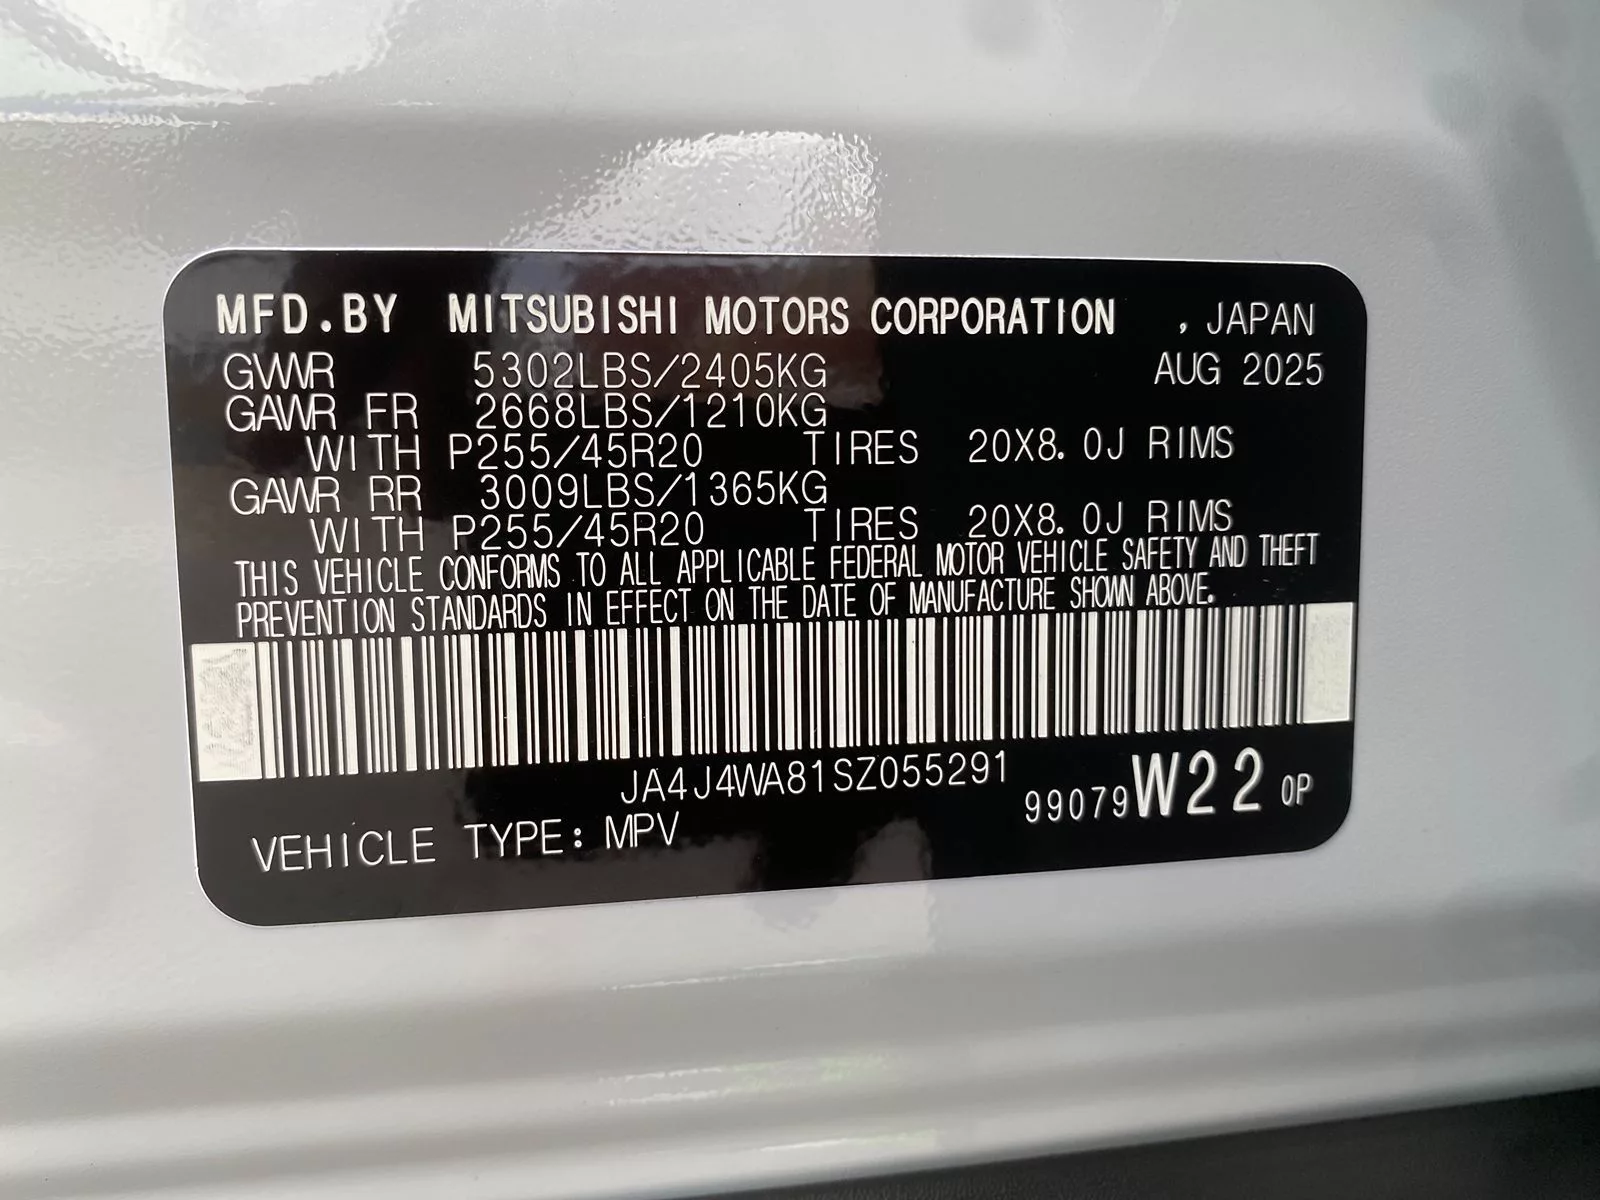 MFD.BY MITSUBISHI MOTORS CORPORATION , JAPAN
GVWR 5302LBS/2405KG AUG 2025
GAWR FR 2668LBS/1210KG
WITH P255/45R20 TIRES 20X8.0J RIMS
GAWR RR 3009LBS/1365KG
WITH P255/45R20 TIRES 20X8.0J RIMS
THIS VEHICLE CONFORMS TO ALL APPLICABLE FEDERAL MOTOR VEHICLE SAFETY AND THEFT
PREVENTION STANDARDS IN EFFECT ON THE DATE OF MANUFACTURE SHOWN ABOVE.
JA4J4WA81SZ055291
99079W22 0P
VEHICLE TYPE: MPV